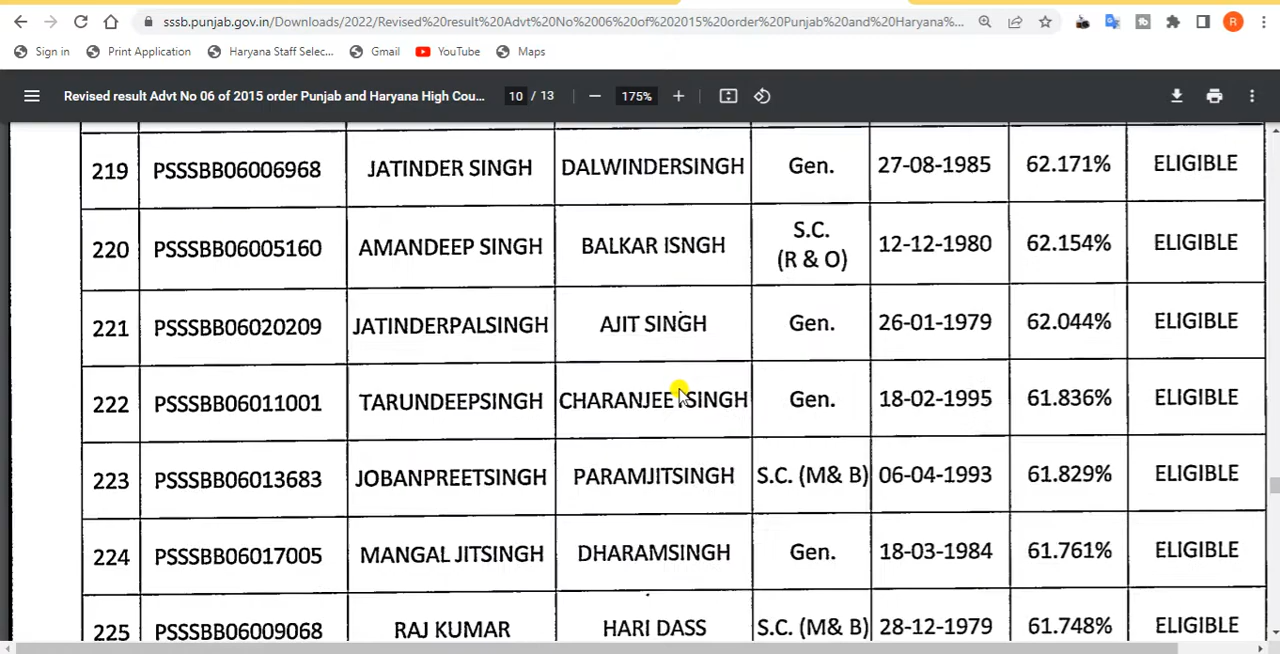 sssb.punjab.gov.in/Downloads/2022/Revised%20result%20Advt%20No%2006%20of%202015%20order%20Punjab%20and%20Haryana%...
R
Sign in Print Application Haryana Staff Selec... Gmail YouTube Maps
Revised result Advt No 06 of 2015 order Punjab and Haryana High Cou... 10 / 13 175%
219 PSSSBB06006968 JATINDER SINGH DALWINDERSINGH Gen. 27-08-1985 62.171% ELIGIBLE
220 PSSSBB06005160 AMANDEEP SINGH BALKAR ISNGH S.C. (R & O) 12-12-1980 62.154% ELIGIBLE
221 PSSSBB06020209 JATINDERPALSINGH AJIT SINGH Gen. 26-01-1979 62.044% ELIGIBLE
222 PSSSBB06011001 TARUNDEEPSINGH CHARANJEETSINGH Gen. 18-02-1995 61.836% ELIGIBLE
223 PSSSBB06013683 JOBANPREETSINGH PARAMJITSINGH S.C. (M& B) 06-04-1993 61.829% ELIGIBLE
224 PSSSBB06017005 MANGAL JITSINGH DHARAMSINGH Gen. 18-03-1984 61.761% ELIGIBLE
225 PSSSBB06009068 RAJ KUMAR HARI DASS S.C. (M& B) 28-12-1979 61.748% ELIGIBLE